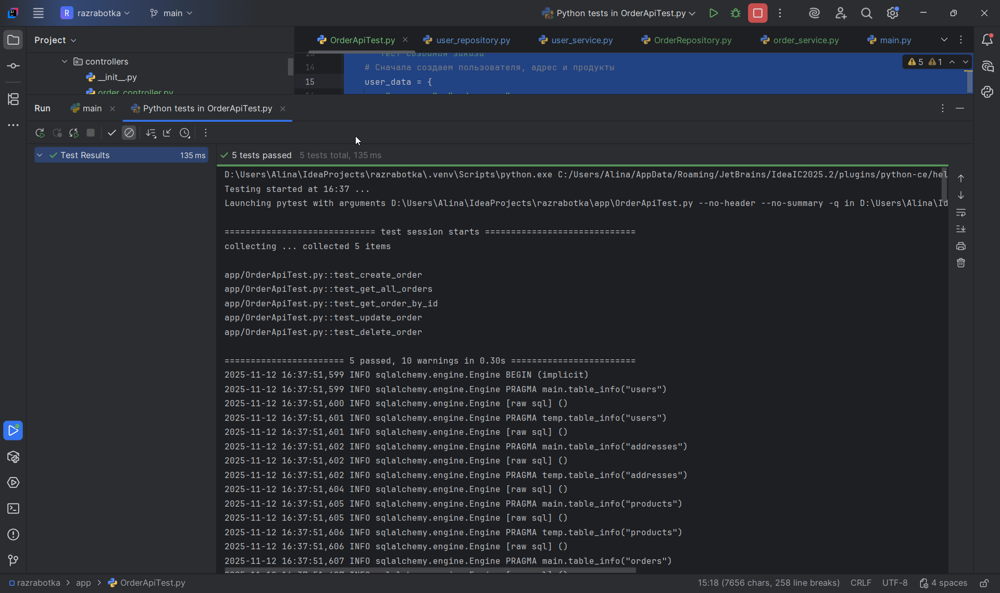 R razrabotka main Python tests in OrderApiTest.py
Project
OrderApiTest.py user_repository.py user_service.py OrderRepository.py order_service.py main.py
controllers
__init__.py
order_controller.py
14 # Сначала создаем пользователя, адрес и продукты
15 user_data = {
5 1
Run main Python tests in OrderApiTest.py
Test Results 135 ms
5 tests passed 5 tests total, 135 ms
D:\Users\Alina\IdeaProjects\razrabotka\.venv\Scripts\python.exe C:/Users/Alina/AppData/Roaming/JetBrains/IdeaIC2025.2/plugins/python-ce/hel
Testing started at 16:37 ...
Launching pytest with arguments D:\Users\Alina\IdeaProjects\razrabotka\app\OrderApiTest.py --no-header --no-summary -q in D:\Users\Alina\Id
============================= test session starts =============================
collecting ... collected 5 items
app/OrderApiTest.py::test_create_order
app/OrderApiTest.py::test_get_all_orders
app/OrderApiTest.py::test_get_order_by_id
app/OrderApiTest.py::test_update_order
app/OrderApiTest.py::test_delete_order
======================= 5 passed, 10 warnings in 0.30s ========================
2025-11-12 16:37:51,599 INFO sqlalchemy.engine.Engine BEGIN (implicit)
2025-11-12 16:37:51,599 INFO sqlalchemy.engine.Engine PRAGMA main.table_info("users")
2025-11-12 16:37:51,600 INFO sqlalchemy.engine.Engine [raw sql] ()
2025-11-12 16:37:51,601 INFO sqlalchemy.engine.Engine PRAGMA temp.table_info("users")
2025-11-12 16:37:51,601 INFO sqlalchemy.engine.Engine [raw sql] ()
2025-11-12 16:37:51,602 INFO sqlalchemy.engine.Engine PRAGMA main.table_info("addresses")
2025-11-12 16:37:51,602 INFO sqlalchemy.engine.Engine [raw sql] ()
2025-11-12 16:37:51,602 INFO sqlalchemy.engine.Engine PRAGMA temp.table_info("addresses")
2025-11-12 16:37:51,604 INFO sqlalchemy.engine.Engine [raw sql] ()
2025-11-12 16:37:51,605 INFO sqlalchemy.engine.Engine PRAGMA main.table_info("products")
2025-11-12 16:37:51,605 INFO sqlalchemy.engine.Engine [raw sql] ()
2025-11-12 16:37:51,606 INFO sqlalchemy.engine.Engine PRAGMA temp.table_info("products")
2025-11-12 16:37:51,606 INFO sqlalchemy.engine.Engine [raw sql] ()
2025-11-12 16:37:51,607 INFO sqlalchemy.engine.Engine PRAGMA main.table_info("orders")
razrabotka > app > OrderApiTest.py 15:18 (7656 chars, 258 line breaks) CRLF UTF-8 4 spaces